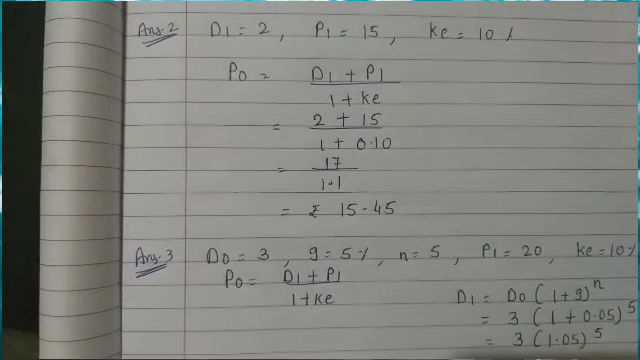 Ans.2 D1 = 2 , P1 = 15 , Ke = 10 %
P0 = D1 + P1
1 + Ke
= 2 + 15
1 + 0.10
= 17
1.1
= ₹ 15.45
Ans.3 D0 = 3 , g = 5 % , n = 5 , P1 = 20 , Ke = 10 %
P0 = D1 + P1
1 + Ke
D1 = D0 ( 1 + g )^n
= 3 ( 1 + 0.05 )^5
= 3 ( 1.05 )^5